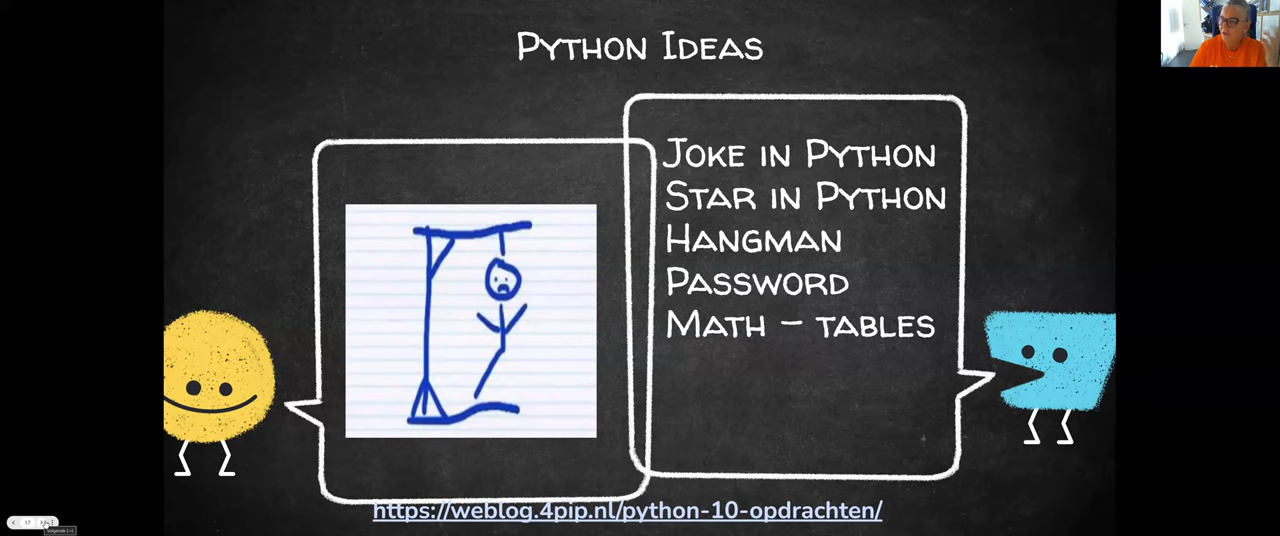 Python Ideas
Joke in Python
Star in Python
Hangman
Password
Math - tables
https://weblog.4pip.nl/python-10-opdrachten/
17